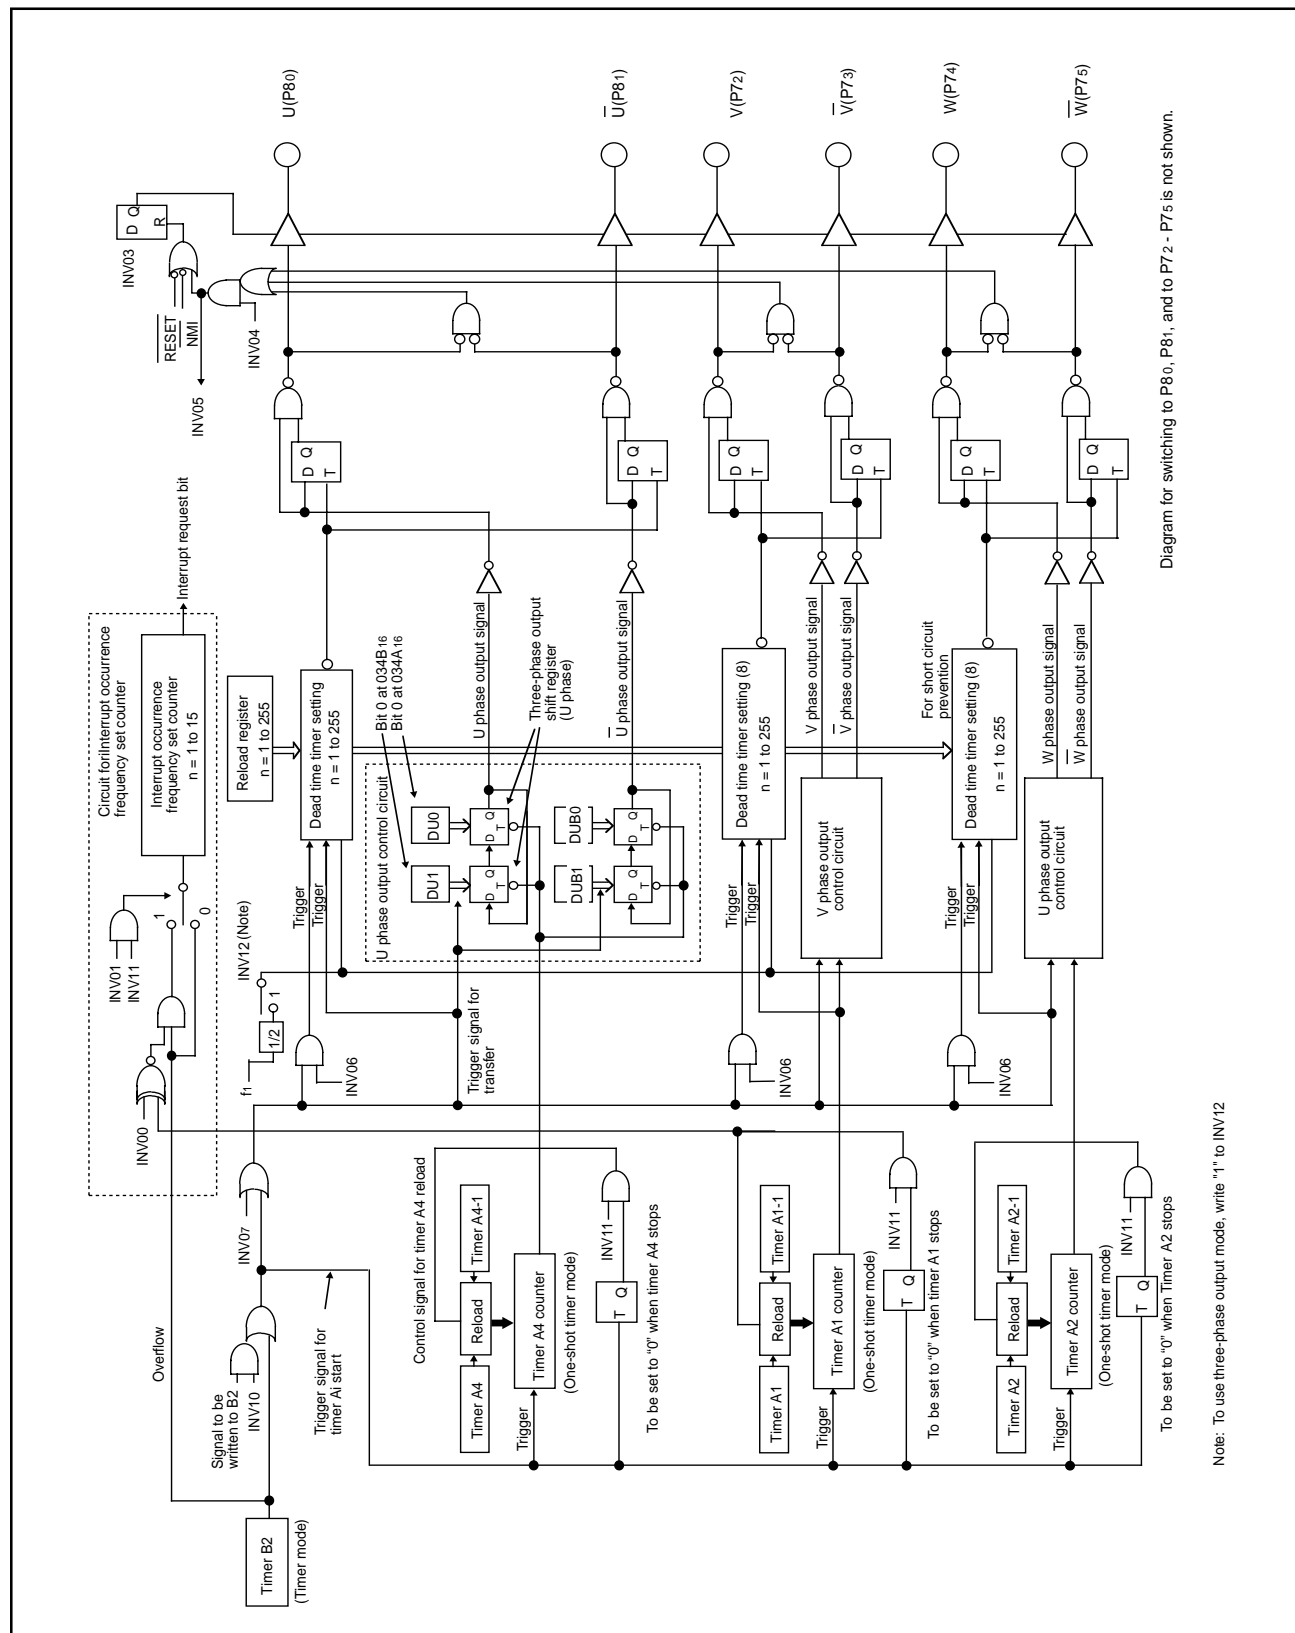 Circuit foriInterrupt occurrence
frequency set counter
Interrupt occurrence
frequency set counter
n = 1 to 15
Interrupt request bit
INV01
INV11
1
0
INV00
INV03
D Q
R
RESET
NMI
INV04
INV05
Reload register
n = 1 to 255
INV12 (Note)
1
1/2
f1
Overflow
INV07
Signal to be
written to B2
INV10
Timer B2
(Timer mode)
Trigger signal for
timer Ai start
Trigger
Trigger
INV06
Dead time timer setting
n = 1 to 255
D Q
T
U(P80)
Trigger signal for
transfer
U phase output control circuit
Bit 0 at 034B16
Bit 0 at 034A16
DU1
DU0
D Q
T
D Q
T
U phase output signal
Three-phase output
shift register
(U phase)
DUB1
DUB0
D Q
T
D Q
T
U phase output signal
D Q
T
U(P81)
Control signal for timer A4 reload
Timer A4
Reload
Timer A4-1
Trigger
Timer A4 counter
(One-shot timer mode)
T Q
INV11
To be set to “0” when timer A4 stops
Trigger
Trigger
INV06
Dead time timer setting (8)
n = 1 to 255
D Q
T
V(P72)
V phase output
control circuit
V phase output signal
V phase output signal
D Q
T
V(P73)
Timer A1
Reload
Timer A1-1
Trigger
Timer A1 counter
(One-shot timer mode)
T Q
INV11
To be set to “0” when timer A1 stops
Trigger
Trigger
INV06
For short circuit
prevention
Dead time timer setting (8)
n = 1 to 255
D Q
T
W(P74)
U phase output
control circuit
W phase output signal
W phase output signal
D Q
T
W(P75)
Timer A2
Reload
Timer A2-1
Trigger
Timer A2 counter
(One-shot timer mode)
T Q
INV11
To be set to “0” when Timer A2 stops
Diagram for switching to P80, P81, and to P72 - P75 is not shown.
Note: To use three-phase output mode, write "1" to INV12